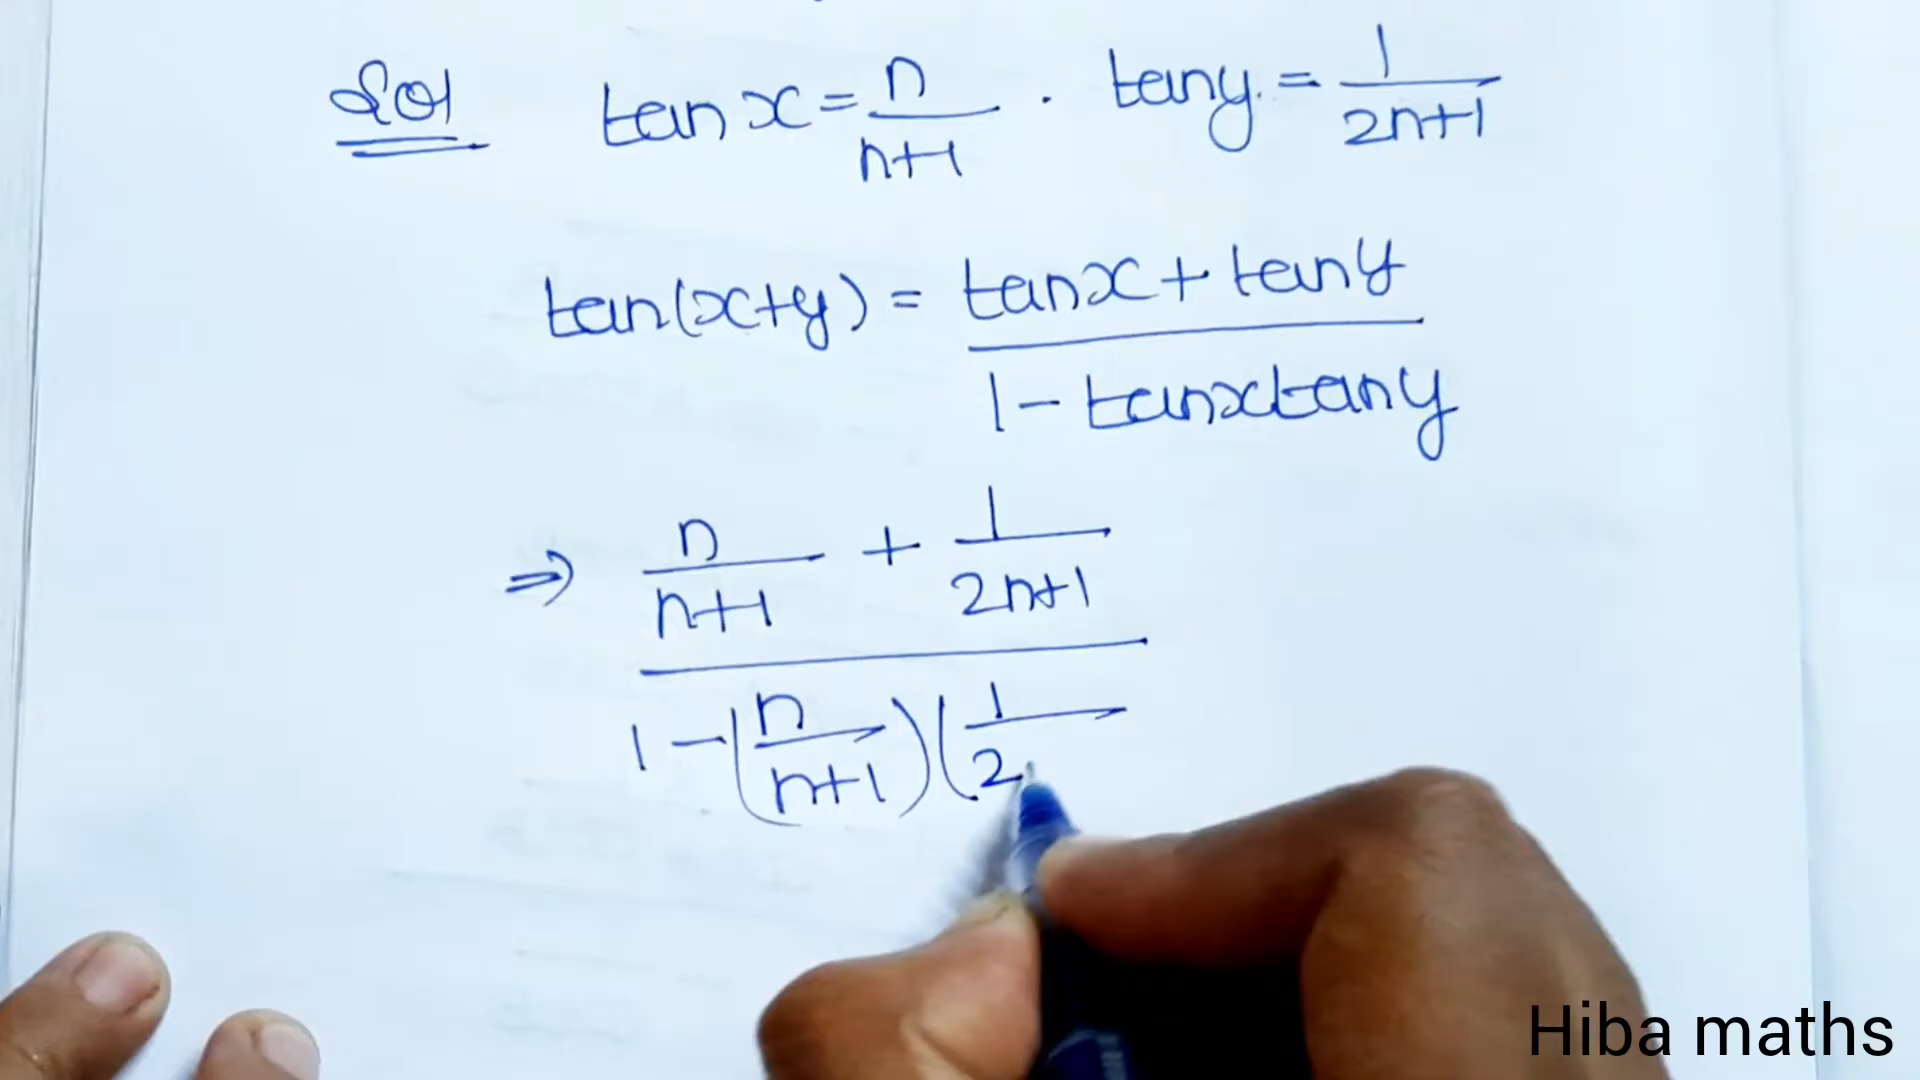 Sol tan x = n/(n+1) . tan y. = 1/(2n+1)
tan(x+y) = (tan x + tan y)/(1 - tan x tan y)
⇒ (n/(n+1) + 1/(2n+1))/(1 - (n/(n+1))(1/2
Hiba maths